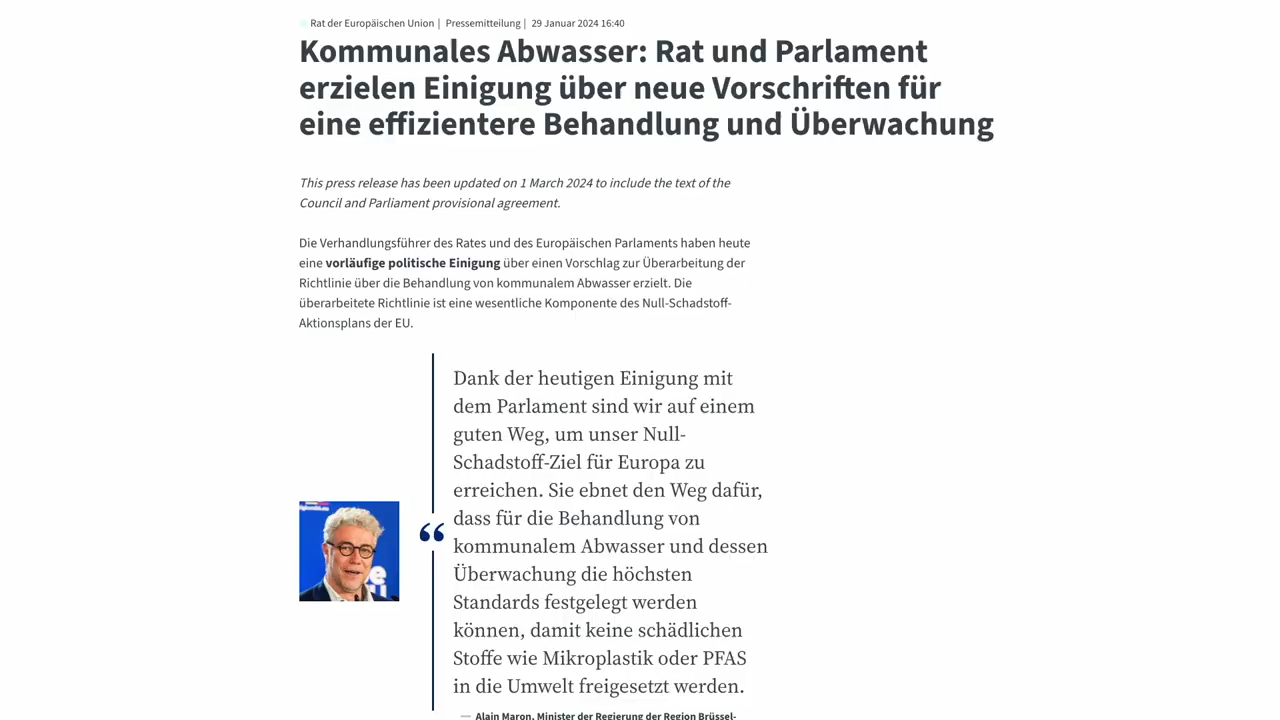 Rat der Europäischen Union | Pressemitteilung | 29 Januar 2024 16:40
Kommunales Abwasser: Rat und Parlament
erzielen Einigung über neue Vorschriften für
eine effizientere Behandlung und Überwachung
This press release has been updated on 1 March 2024 to include the text of the
Council and Parliament provisional agreement.
Die Verhandlungsführer des Rates und des Europäischen Parlaments haben heute
eine vorläufige politische Einigung über einen Vorschlag zur Überarbeitung der
Richtlinie über die Behandlung von kommunalem Abwasser erzielt. Die
überarbeitete Richtlinie ist eine wesentliche Komponente des Null-Schadstoff-
Aktionsplans der EU.
“ Dank der heutigen Einigung mit
dem Parlament sind wir auf einem
guten Weg, um unser Null-
Schadstoff-Ziel für Europa zu
erreichen. Sie ebnet den Weg dafür,
dass für die Behandlung von
kommunalem Abwasser und dessen
Überwachung die höchsten
Standards festgelegt werden
können, damit keine schädlichen
Stoffe wie Mikroplastik oder PFAS
in die Umwelt freigesetzt werden.
— Alain Maron, Minister der Regierung der Region Brüssel-